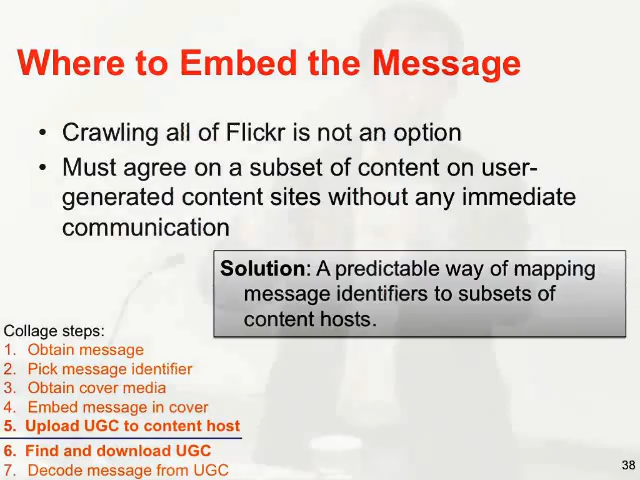 Where to Embed the Message
• Crawling all of Flickr is not an option
• Must agree on a subset of content on user-
generated content sites without any immediate
communication
Solution: A predictable way of mapping
message identifiers to subsets of
content hosts.
Collage steps:
1. Obtain message
2. Pick message identifier
3. Obtain cover media
4. Embed message in cover
5. Upload UGC to content host
6. Find and download UGC
7. Decode message from UGC
38